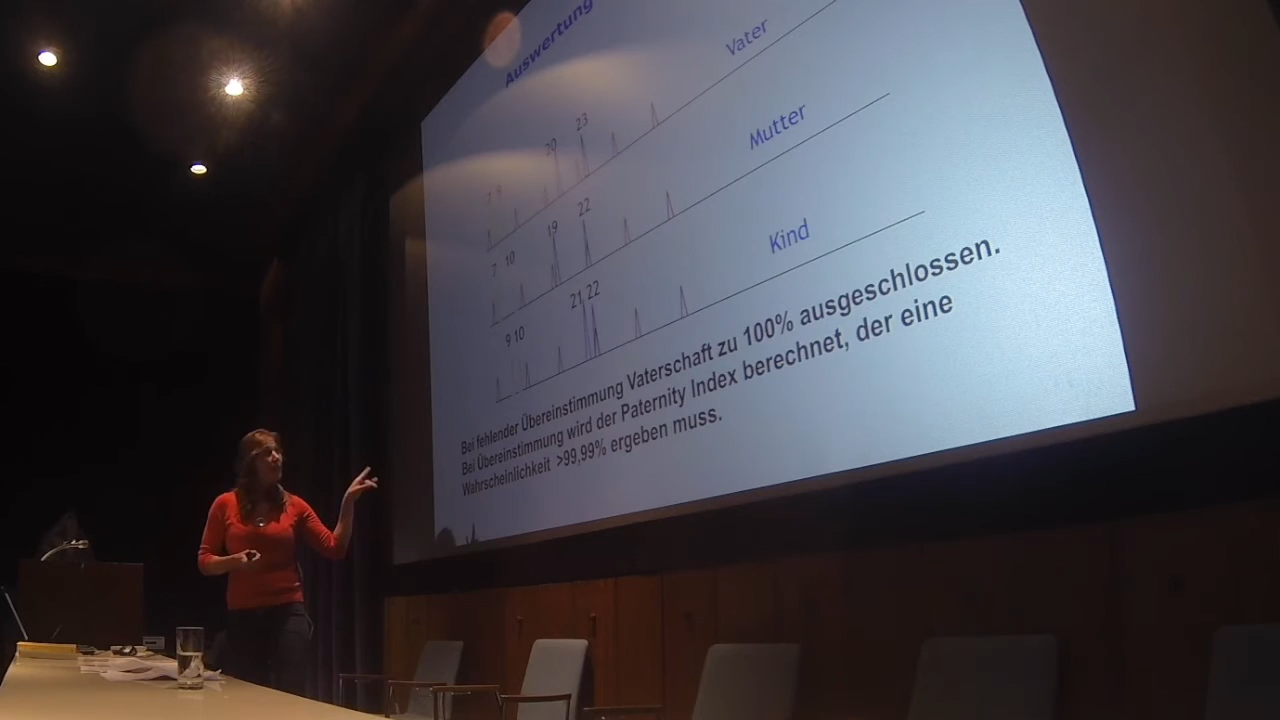 Auswertung
Vater
20 23
7 9
Mutter
19 22
7 10
Kind
21 22
9 10
Bei fehlender Übereinstimmung Vaterschaft zu 100% ausgeschlossen.
Bei Übereinstimmung wird der Paternity Index berechnet, der eine
Wahrscheinlichkeit >99,99% ergeben muss.